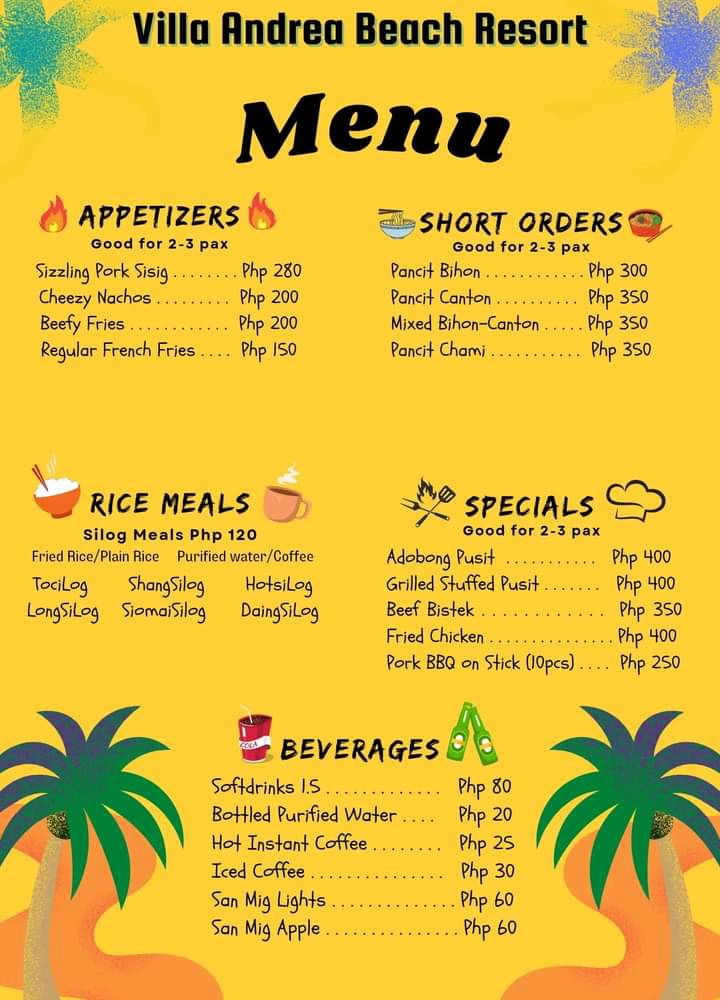 Villa Andrea Beach Resort
Menu
APPETIZERS
Good for 2-3 pax
Sizzling Pork Sisig . . . . . . . . Php 280
Cheezy Nachos . . . . . . . . . Php 200
Beefy Fries . . . . . . . . . . . Php 200
Regular French Fries . . . . Php 150
SHORT ORDERS
Good for 2-3 pax
Pancit Bihon . . . . . . . . . . . . Php 300
Pancit Canton . . . . . . . . . . Php 350
Mixed Bihon-Canton . . . . . Php 350
Pancit Chami . . . . . . . . . . . Php 350
RICE MEALS
Silog Meals Php 120
Fried Rice/Plain Rice Purified water/Coffee
TociLog ShangSilog HotsiLog
LongSiLog SiomaiSilog DaingSiLog
SPECIALS
Good for 2-3 pax
Adobong Pusit . . . . . . . . . . . Php 400
Grilled Stuffed Pusit . . . . . . . Php 400
Beef Bistek . . . . . . . . . . . . Php 350
Fried Chicken . . . . . . . . . . . . . . . Php 400
Pork BBQ on Stick (10pcs) . . . . Php 250
COLA
BEVERAGES
Softdrinks 1.5 . . . . . . . . . . . . . Php 80
Bottled Purified Water . . . . Php 20
Hot Instant Coffee . . . . . . . . Php 25
Iced Coffee . . . . . . . . . . . . . . . Php 30
San Mig Lights . . . . . . . . . . . . . . Php 60
San Mig Apple . . . . . . . . . . . . . . . Php 60